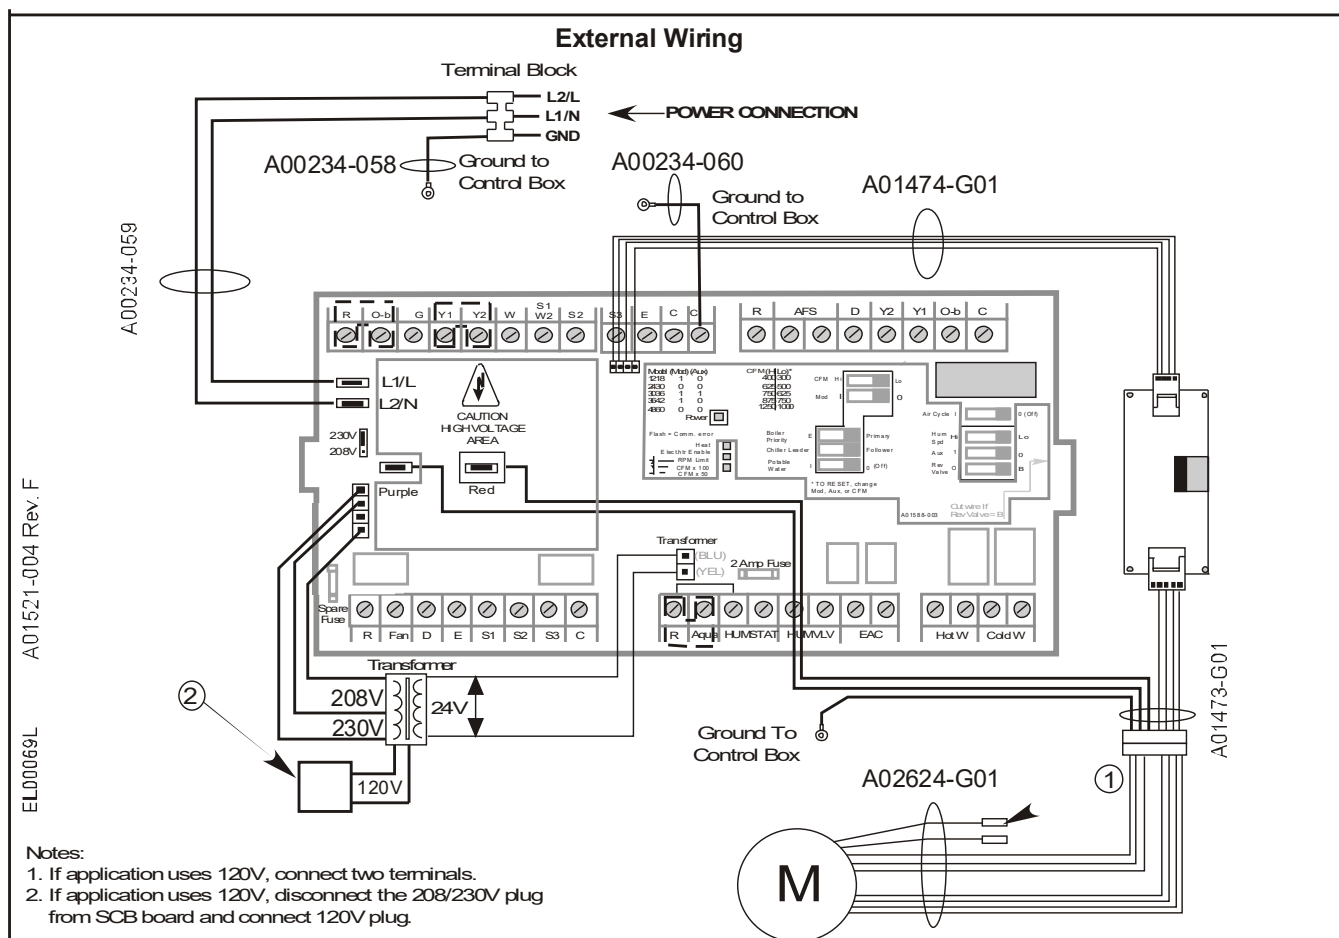 External Wiring
Terminal Block
L2/L
L1/N
GND
POWER CONNECTION
A00234-058
Ground to
Control Box
A00234-060
Ground to
Control Box
A01474-G01
A00234-059
R O-b G Y1 Y2 W S1 W2 S2 S3 E C C
R AFS D Y2 Y1 O-b C
L1/L
L2/N
CAUTION
HIGH VOLTAGE
AREA
230V
208V
Purple
Red
Model (Mod) (Aux) CFM (Hi Lo)*
1218 1 0 400 300
2430 0 0 625 500
3036 1 1 750 625
3642 1 0 875 750
4860 0 0 1250 1000
Power
Flash = Comm. error
Heat
Elect htr Enable
RPM Limit
CFM x 100
CFM x 50
CFM Hi Lo
Mod I O
Boiler
Priority E Primary
Chiller Leader Follower
Potable
Water I 0 (Off)
* TO RESET, change
Mod, Aux, or CFM
Air Cycle I 0 (Off)
Hum
Spd Hi Lo
Aux 1 0
Rev
Valve O B
Cut wire If
Rev Valve = B
A01588-003
Transformer
(BLU)
(YEL)
2 Amp Fuse
Spare
Fuse
R Fan D E S1 S2 S3 C
R Aqua HUMSTAT HUMVLV EAC
Hot W Cold W
Transformer
208V
230V
24V
120V
2
Ground To
Control Box
A01473-G01
1
A02624-G01
M
EL00069L A01521-004 Rev. F
Notes:
1. If application uses 120V, connect two terminals.
2. If application uses 120V, disconnect the 208/230V plug
from SCB board and connect 120V plug.